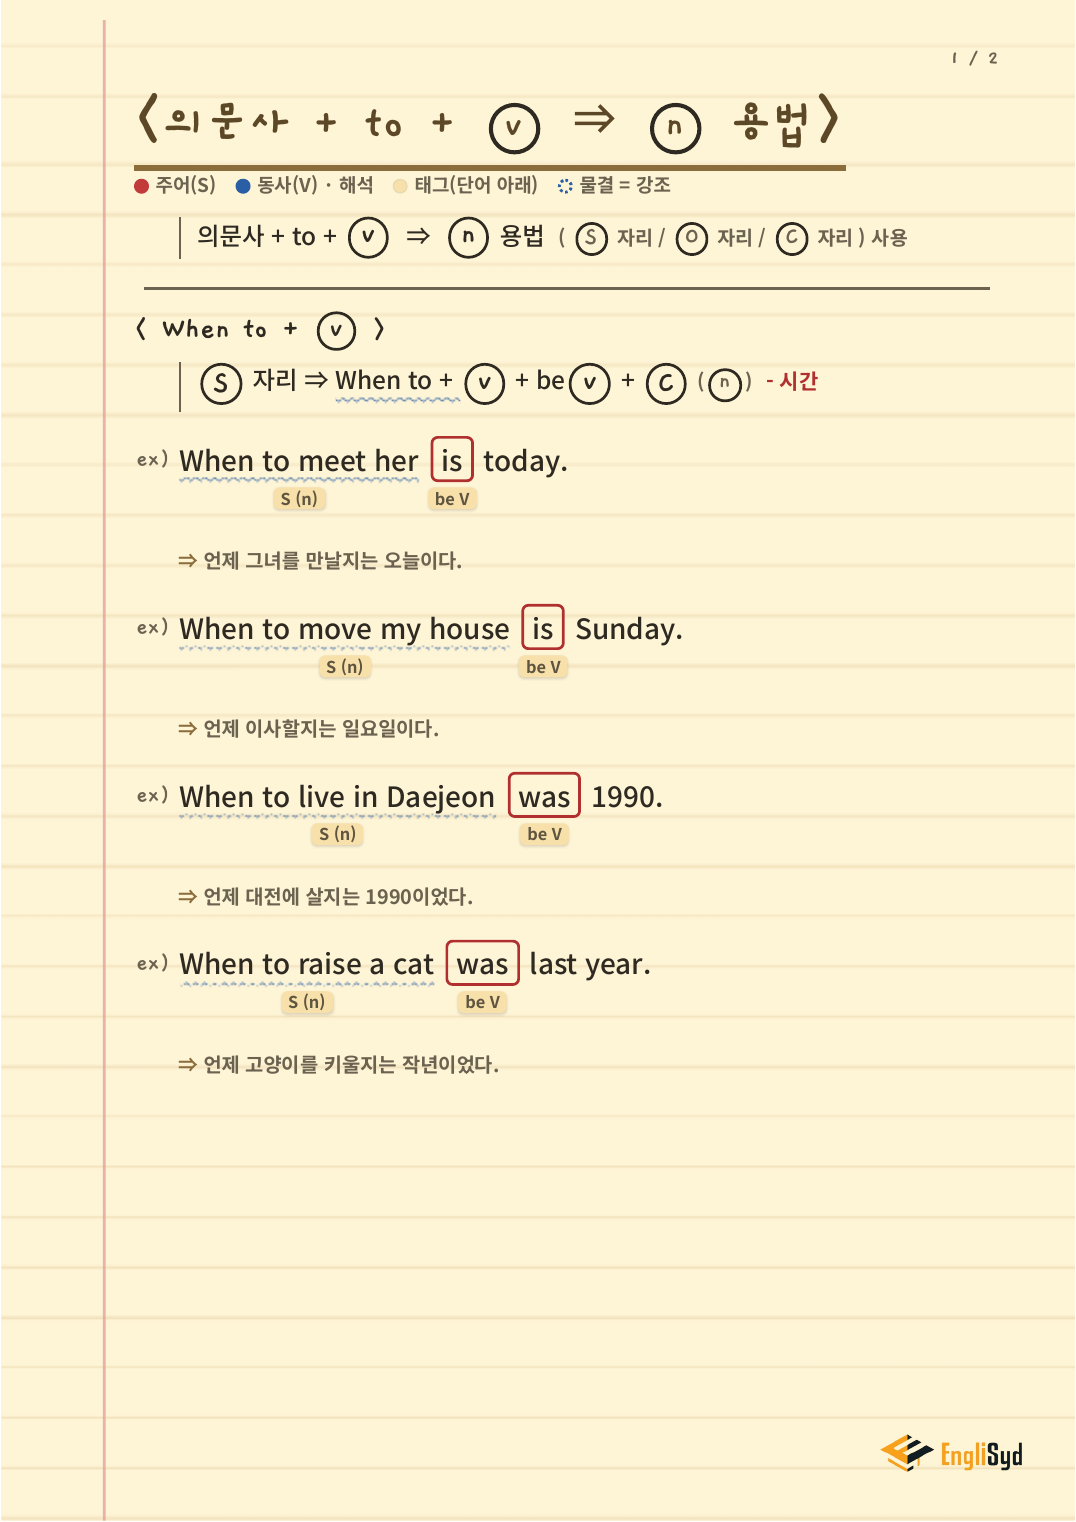 1 / 2
〈의문사 + to + v ⇒ n 용법〉
주어(S) 동사(V) · 해석 태그(단어 아래) 물결 = 강조
의문사 + to + v ⇒ n 용법 ( S 자리 / O 자리 / C 자리 ) 사용
〈 When to + v 〉
S 자리 ⇒ When to + v + be v + C ( n ) - 시간
ex) When to meet her is today.
S (n) be V
⇒ 언제 그녀를 만날지는 오늘이다.
ex) When to move my house is Sunday.
S (n) be V
⇒ 언제 이사할지는 일요일이다.
ex) When to live in Daejeon was 1990.
S (n) be V
⇒ 언제 대전에 살지는 1990이었다.
ex) When to raise a cat was last year.
S (n) be V
⇒ 언제 고양이를 키울지는 작년이었다.
EngliSyd